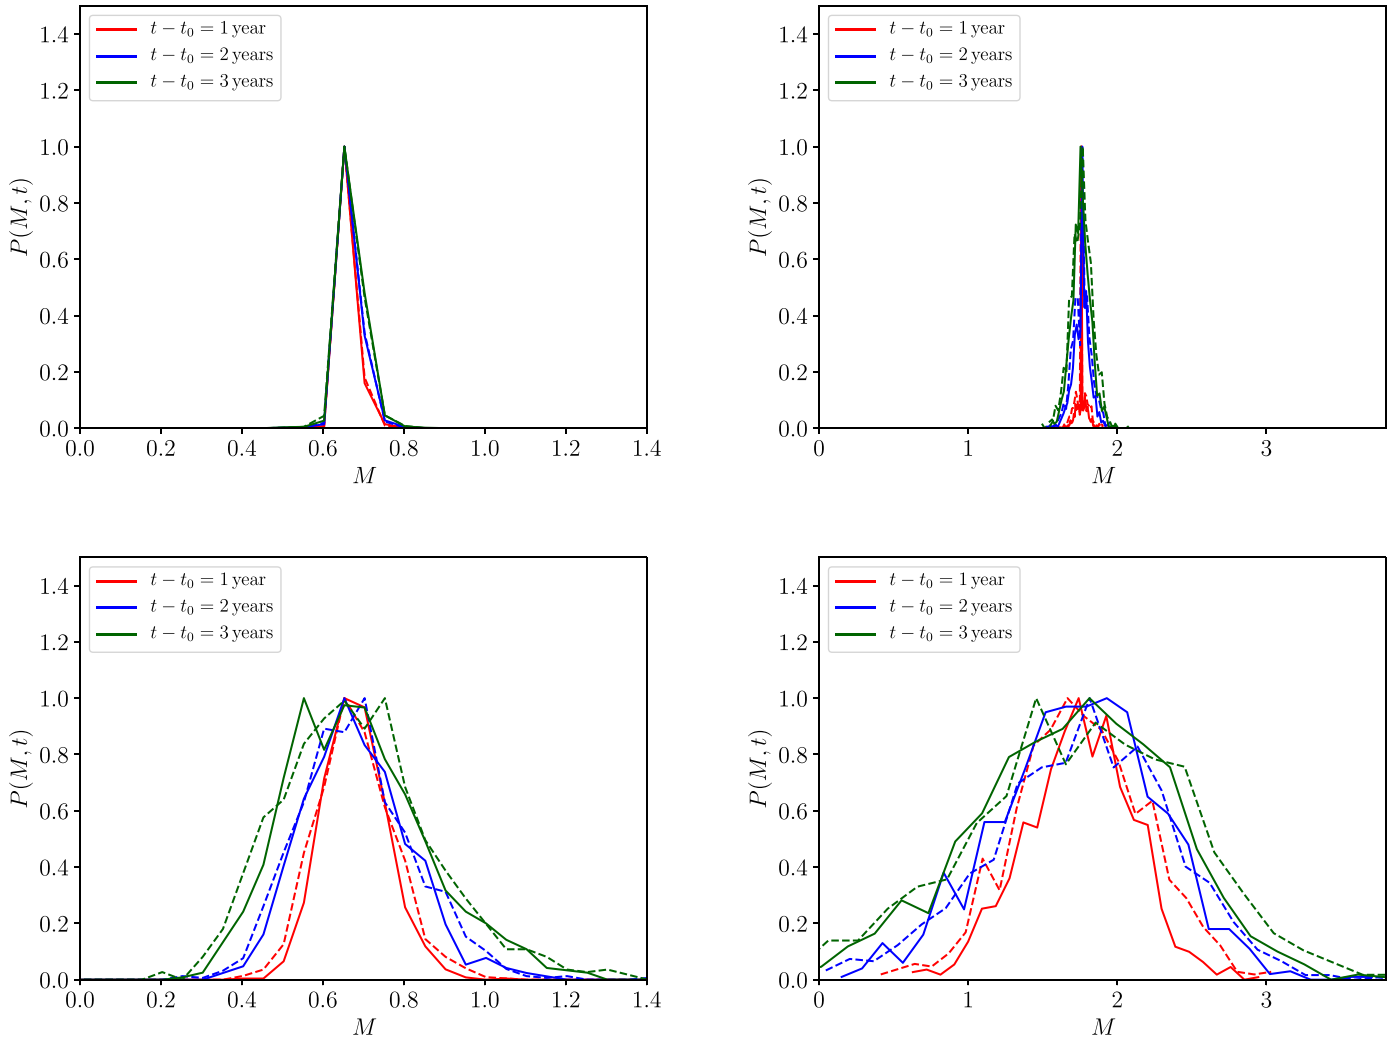 t − t₀ = 1 year
t − t₀ = 2 years
t − t₀ = 3 years
P(M, t)
1.4
1.2
1.0
0.8
0.6
0.4
0.2
0.0
0.0 0.2 0.4 0.6 0.8 1.0 1.2 1.4
M
t − t₀ = 1 year
t − t₀ = 2 years
t − t₀ = 3 years
P(M, t)
1.4
1.2
1.0
0.8
0.6
0.4
0.2
0.0
0 1 2 3
M
t − t₀ = 1 year
t − t₀ = 2 years
t − t₀ = 3 years
P(M, t)
1.4
1.2
1.0
0.8
0.6
0.4
0.2
0.0
0.0 0.2 0.4 0.6 0.8 1.0 1.2 1.4
M
t − t₀ = 1 year
t − t₀ = 2 years
t − t₀ = 3 years
P(M, t)
1.4
1.2
1.0
0.8
0.6
0.4
0.2
0.0
0 1 2 3
M